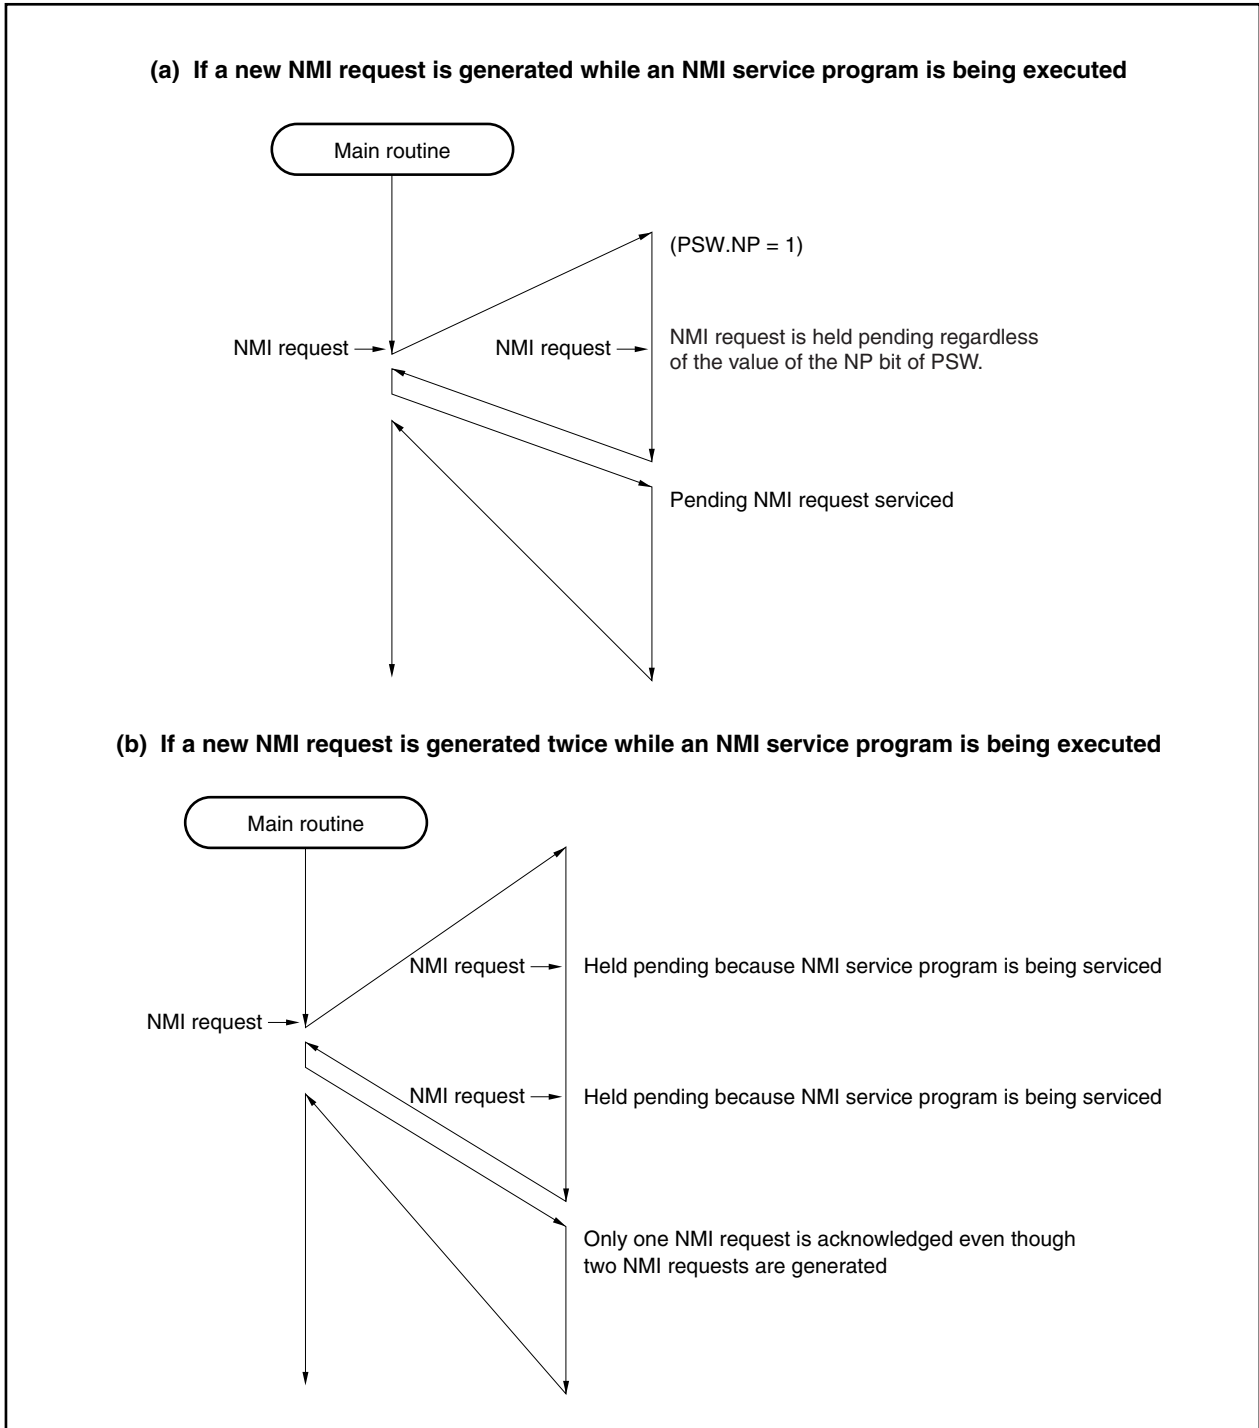 (a) If a new NMI request is generated while an NMI service program is being executed
Main routine
(PSW.NP = 1)
NMI request
NMI request
NMI request is held pending regardless
of the value of the NP bit of PSW.
Pending NMI request serviced
(b) If a new NMI request is generated twice while an NMI service program is being executed
Main routine
NMI request
Held pending because NMI service program is being serviced
NMI request
NMI request
Held pending because NMI service program is being serviced
Only one NMI request is acknowledged even though
two NMI requests are generated